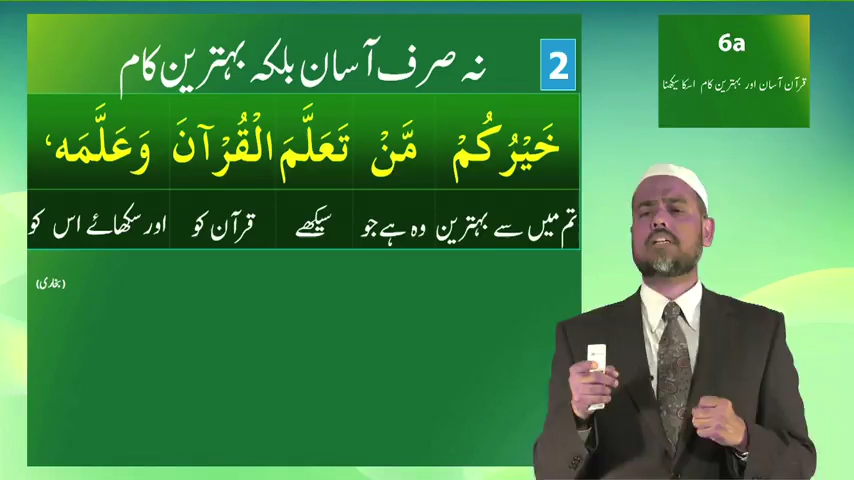 نہ صرف آسان بلکہ بہترین کام
2
خَيْرُكُمْ مَّنْ تَعَلَّمَ الْقُرْآنَ وَعَلَّمَه،
تم میں سے بہترین وہ ہے جو سیکھے قرآن کو اور سکھائے اس کو
(بخاری)
6a
قرآن آسان اور بہترین کام اسکا سیکھنا